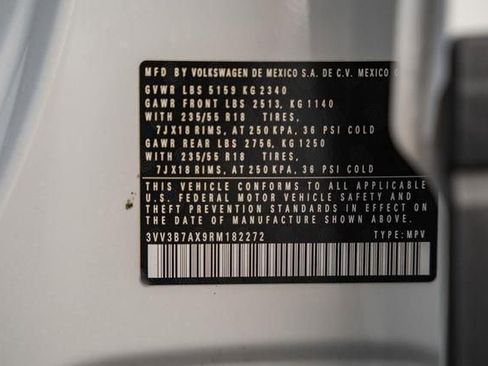 MFD BY VOLKSWAGEN DE MEXICO S.A. DE C.V. MEXICO
GVWR LBS 5159 KG 2340
GAWR FRONT LBS 2513, KG 1140
WITH 235/55 R18 TIRES,
7JX18 RIMS, AT 250 KPA, 36 PSI COLD
GAWR REAR LBS 2756, KG 1250
WITH 235/55 R18 TIRES,
7JX18 RIMS, AT 250 KPA, 36 PSI COLD
THIS VEHICLE CONFORMS TO ALL APPLICABLE
U.S. FEDERAL MOTOR VEHICLE SAFETY AND
THEFT PREVENTION STANDARDS IN EFFECT ON
THE DATE OF MANUFACTURE SHOWN ABOVE.
3VV3B7AX9RM182272 TYPE: MPV